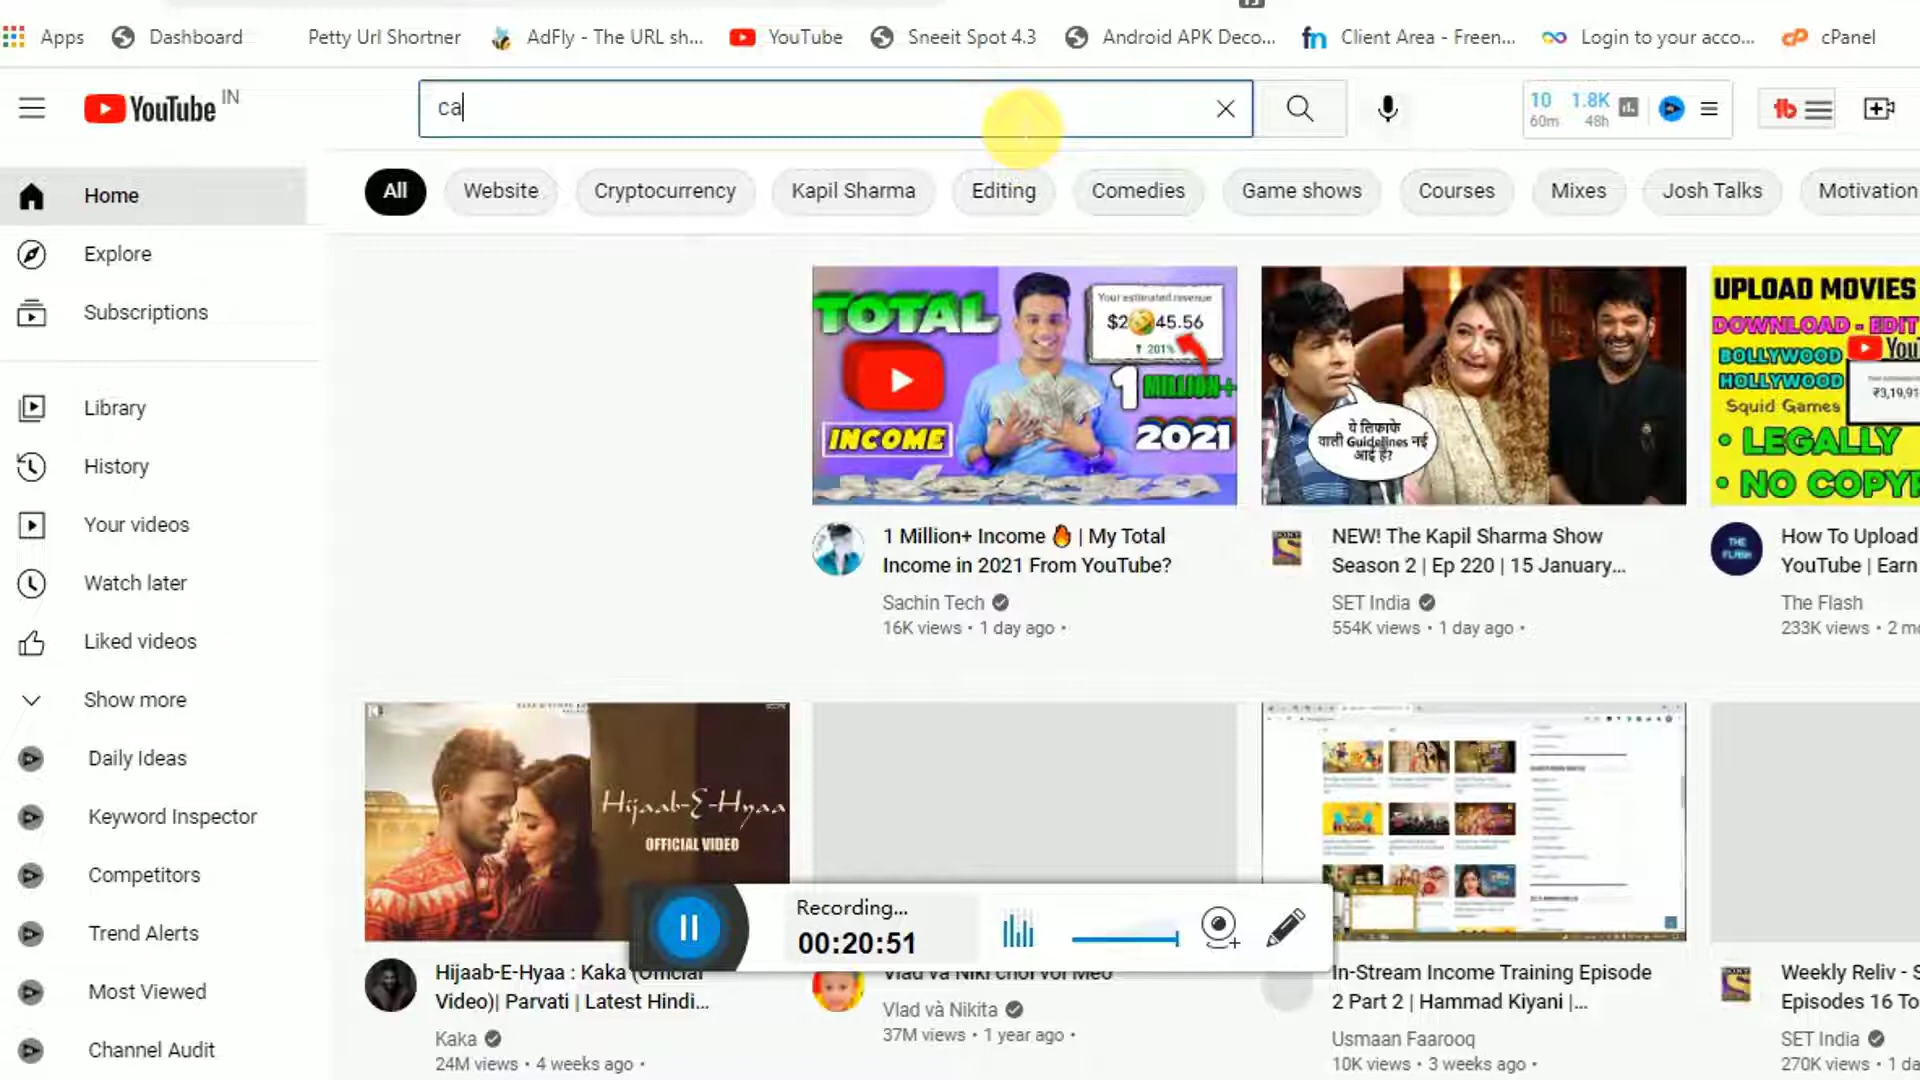 Apps
Dashboard
Petty Url Shortner
AdFly - The URL sh...
YouTube
Sneeit Spot 4.3
Android APK Deco...
Client Area - Freen...
Login to your acco...
cPanel
YouTube IN
ca
10
60m
1.8K
48h
All
Website
Cryptocurrency
Kapil Sharma
Editing
Comedies
Game shows
Courses
Mixes
Josh Talks
Motivation
Home
Explore
Subscriptions
Library
History
Your videos
Watch later
Liked videos
Show more
Daily Ideas
Keyword Inspector
Competitors
Trend Alerts
Most Viewed
Channel Audit
TOTAL
INCOME
Your estimated revenue
$2 45.56
201%
1 MILLION+
2021
1 Million+ Income 🔥 | My Total
Income in 2021 From YouTube?
Sachin Tech
16K views • 1 day ago •
ये लिफाफे
वाली Guidelines नई
आई है?
NEW! The Kapil Sharma Show
Season 2 | Ep 220 | 15 January...
SET India
554K views • 1 day ago •
UPLOAD MOVIES
DOWNLOAD - EDIT
BOLLYWOOD
HOLLYWOOD
Squid Games
₹3,19,91
• LEGALLY
• NO COPY
THE
FLASH
How To Upload
YouTube | Earn
The Flash
233K views • 2 mo
Hijaab-E-Hyaa
OFFICIAL VIDEO
Hijaab-E-Hyaa : Kaka (Official
Video)| Parvati | Latest Hindi...
Kaka
24M views • 4 weeks ago •
Recording...
00:20:51
Vlad và Niki chơi với Mèo
Vlad và Nikita
37M views • 1 year ago •
In-Stream Income Training Episode
2 Part 2 | Hammad Kiyani |...
Usmaan Faarooq
10K views • 3 weeks ago •
Weekly Reliv - S
Episodes 16 To
SET India
270K views • 1 da